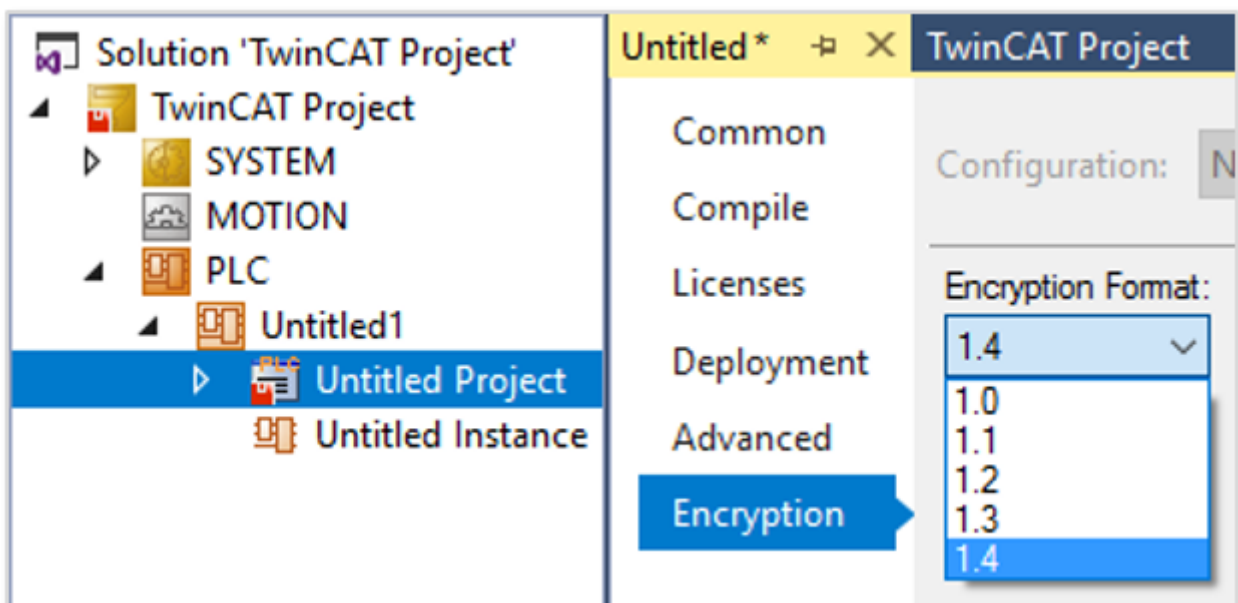 Solution 'TwinCAT Project'
TwinCAT Project
SYSTEM
MOTION
PLC
Untitled1
PLC
Untitled Project
Untitled Instance
Untitled*
TwinCAT Project
Common
Compile
Licenses
Deployment
Advanced
Encryption
Configuration: N
Encryption Format:
1.4
1.0
1.1
1.2
1.3
1.4